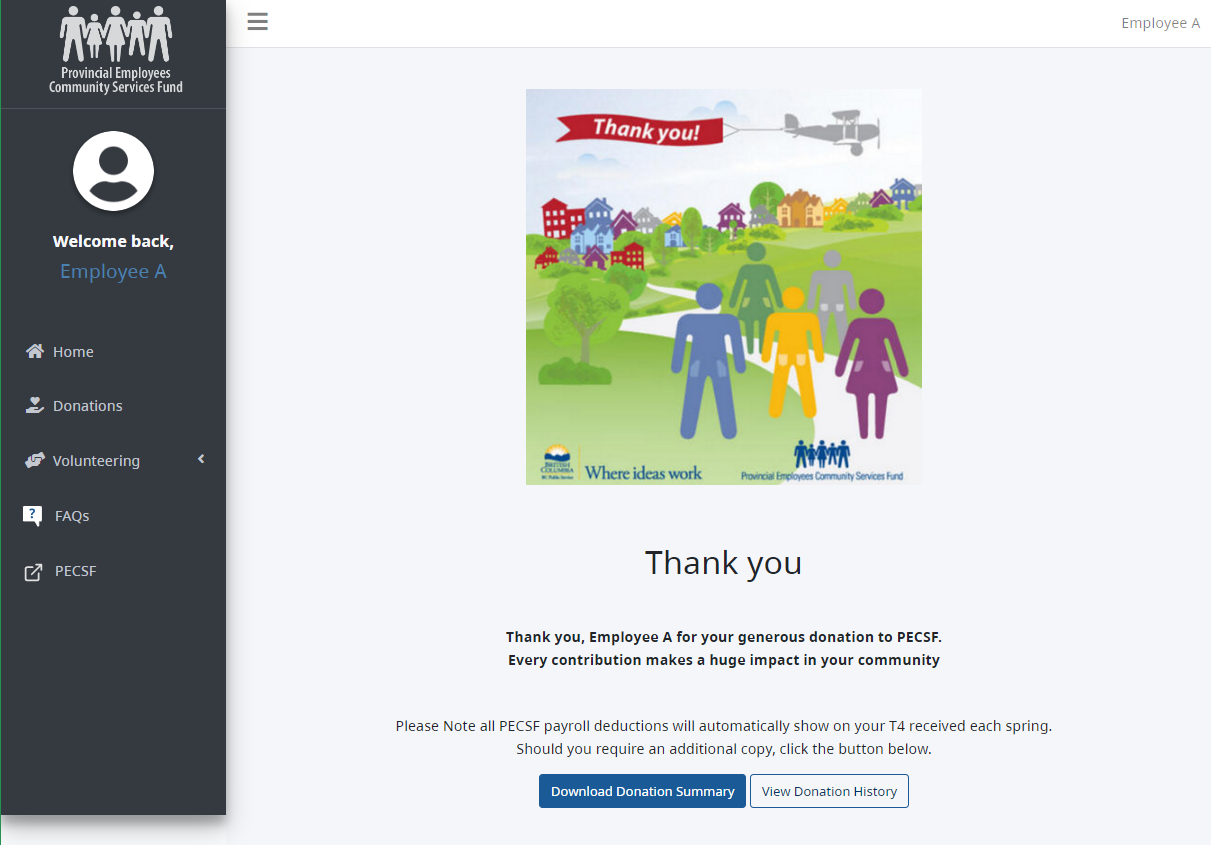 Provincial Employees
Community Services Fund
Employee A
Welcome back,
Employee A
Home
Donations
Volunteering
?
FAQs
PECSF
Thank you!
BRITISH
COLUMBIA
BC Public Service
Where ideas work
Provincial Employees Community Services Fund
Thank you
Thank you, Employee A for your generous donation to PECSF.
Every contribution makes a huge impact in your community
Please Note all PECSF payroll deductions will automatically show on your T4 received each spring.
Should you require an additional copy, click the button below.
Download Donation Summary
View Donation History